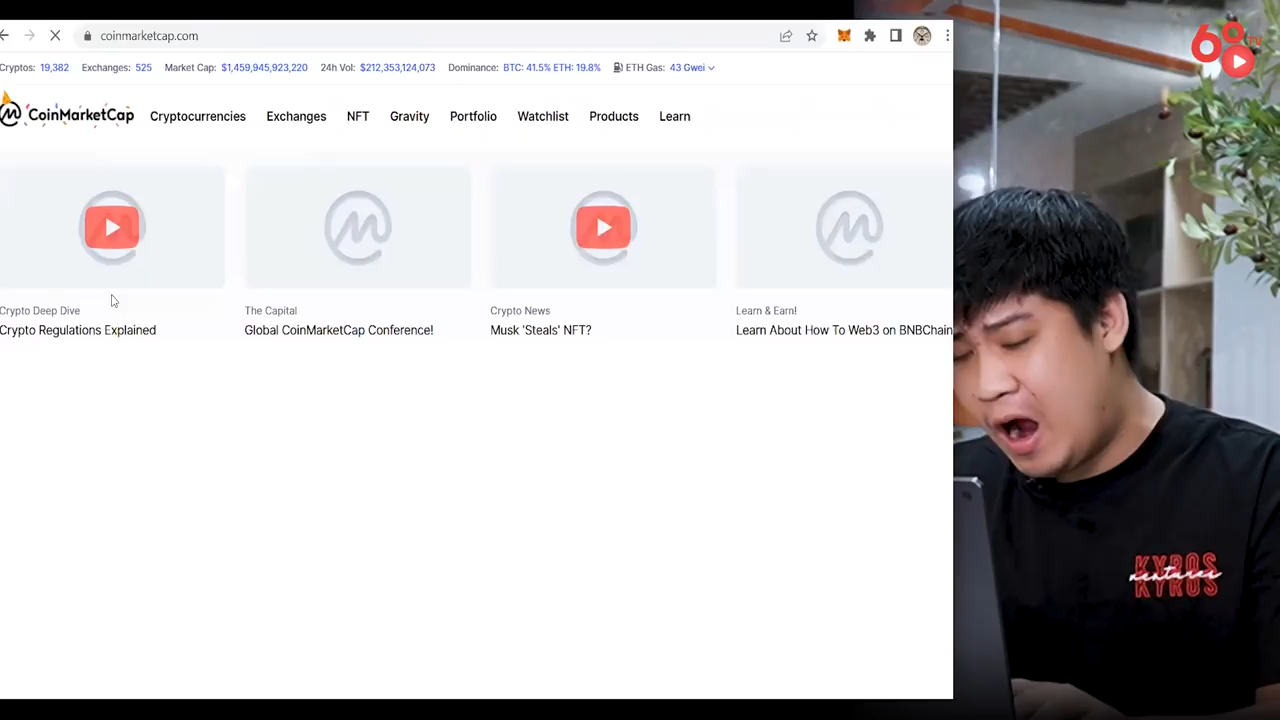 coinmarketcap.com
Cryptos: 19,382 Exchanges: 525 Market Cap: $1,459,945,923,220 24h Vol: $212,353,124,073 Dominance: BTC: 41.5% ETH: 19.8% ETH Gas: 43 Gwei
CoinMarketCap Cryptocurrencies Exchanges NFT Gravity Portfolio Watchlist Products Learn
Crypto Deep Dive
Crypto Regulations Explained
The Capital
Global CoinMarketCap Conference!
Crypto News
Musk 'Steals' NFT?
Learn & Earn!
Learn About How To Web3 on BNBChain
68 TV
KYROS
ventures
KYROS